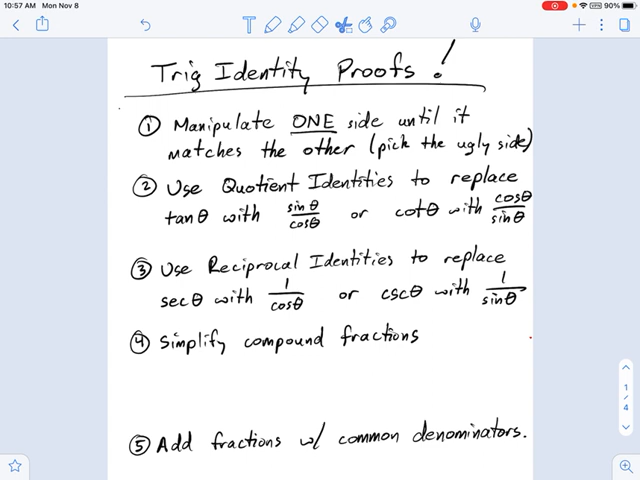 10:57 AM Mon Nov 8
VPN 90%
T
Trig Identity Proofs!
① Manipulate ONE side until it
matches the other (pick the ugly side)
② Use Quotient Identities to replace
tanθ with sinθ/cosθ or cotθ with cosθ/sinθ
③ Use Reciprocal Identities to replace
secθ with 1/cosθ or cscθ with 1/sinθ
④ Simplify compound fractions
⑤ Add fractions w/ common denominators.
1
/
4